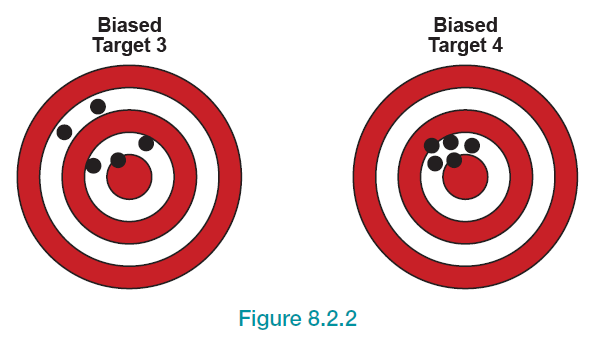 Biased
Target 3
Biased
Target 4
Figure 8.2.2